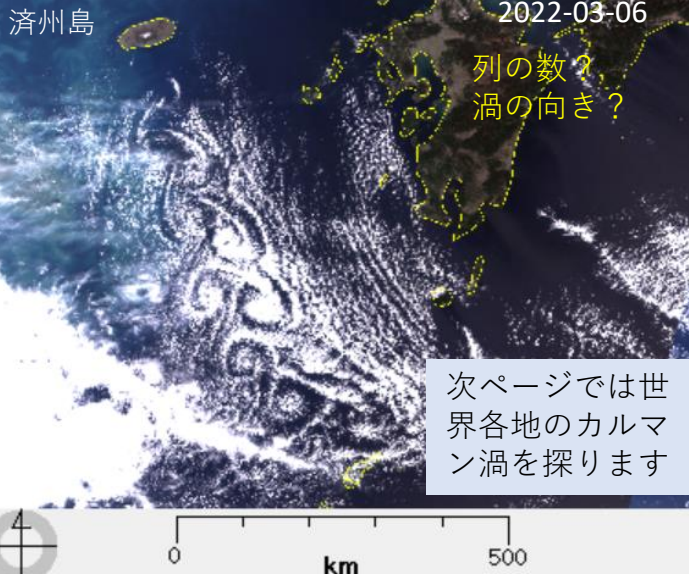 済州島
2022-03-06
列の数？
渦の向き？
次ページでは世
界各地のカルマ
ン渦を探ります
0
500
km